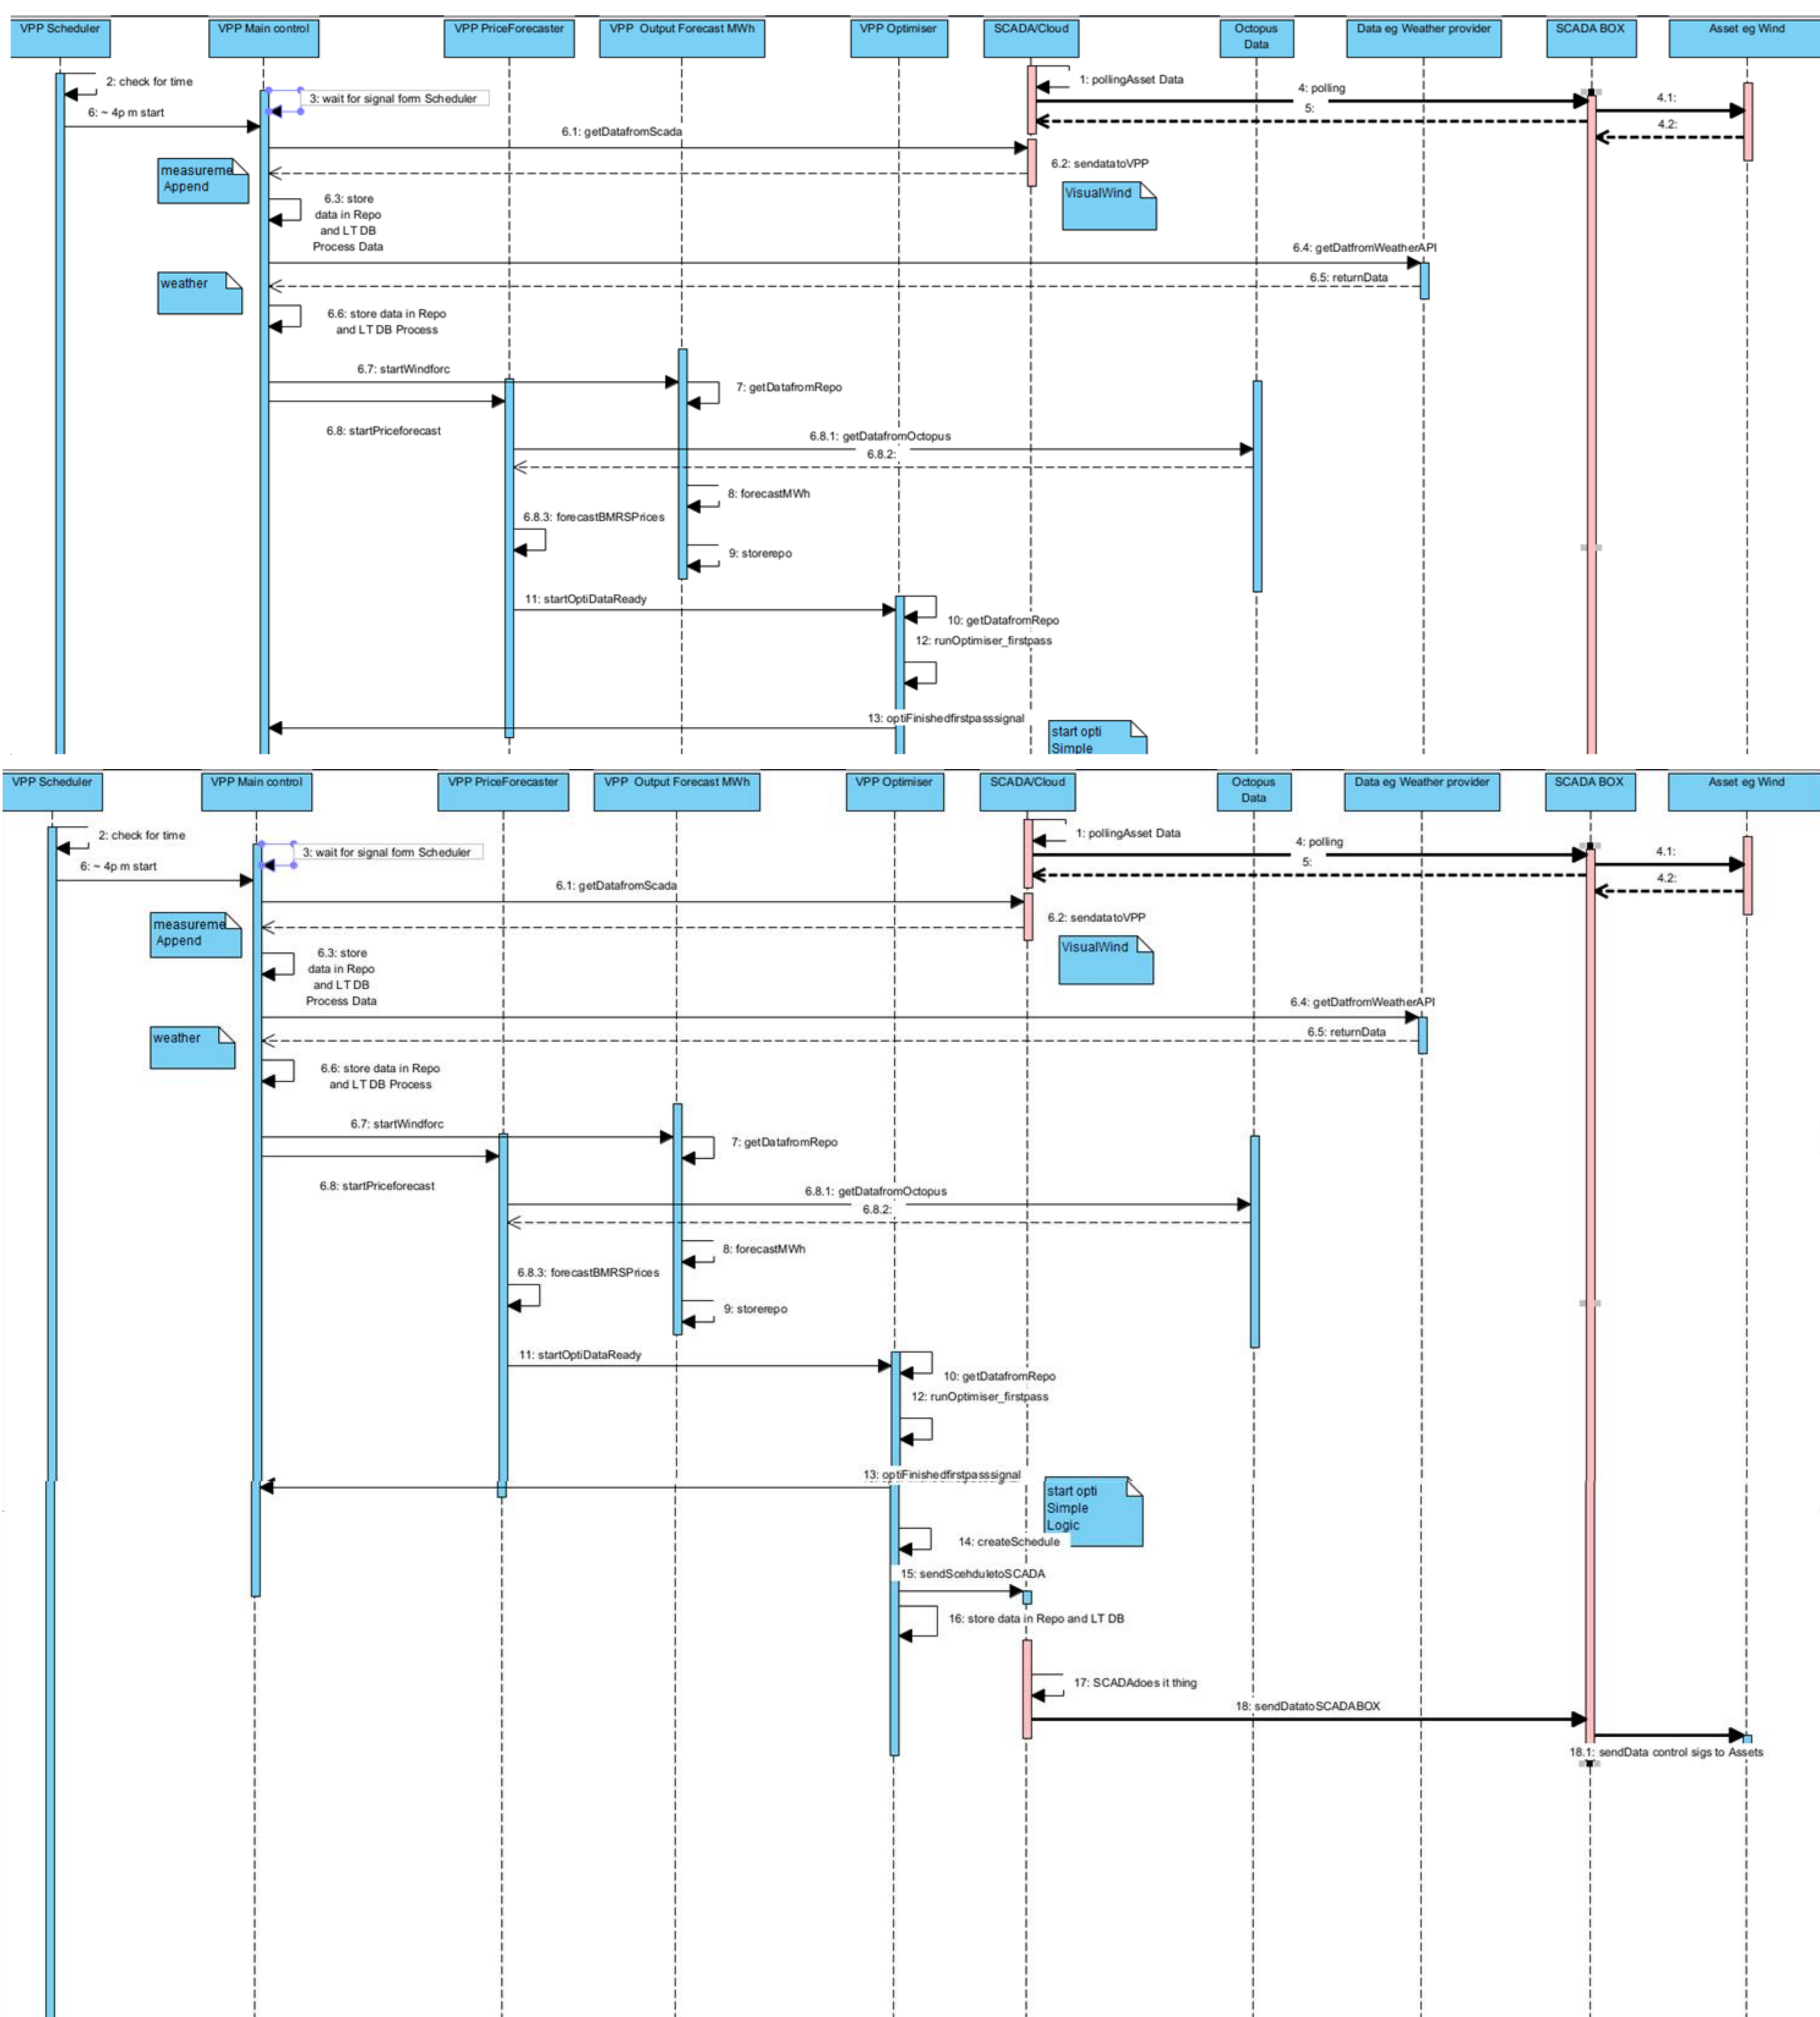 VPP Scheduler
VPP Main control
VPP PriceForecaster
VPP Output Forecast MWh
VPP Optimiser
SCADA/Cloud
Octopus
Data
Data eg Weather provider
SCADA BOX
Asset eg Wind
2: check for time
1: pollingAsset Data
3: wait for signal form Scheduler
4: polling
4.1:
6: ~ 4p m start
5:
4.2:
6.1: getDatafromScada
6.2: sendatatoVPP
measureme
Append
VisualWind
6.3: store
data in Repo
and LT DB
Process Data
6.4: getDatfromWeatherAPI
weather
6.5: returnData
6.6: store data in Repo
and LT DB Process
6.7: startWindforc
7: getDatafromRepo
6.8: startPriceforecast
6.8.1: getDatafromOctopus
6.8.2:
8: forecastMWh
6.8.3: forecastBMRSPrices
9: storerepo
11: startOptiDataReady
10: getDatafromRepo
12: runOptimiser_firstpass
13: optiFinishedfirstpasssignal
start opti
Simple
VPP Scheduler
VPP Main control
VPP PriceForecaster
VPP Output Forecast MWh
VPP Optimiser
SCADA/Cloud
Octopus
Data
Data eg Weather provider
SCADA BOX
Asset eg Wind
2: check for time
1: pollingAsset Data
3: wait for signal form Scheduler
4: polling
4.1:
6: ~ 4p m start
5:
4.2:
6.1: getDatafromScada
6.2: sendatatoVPP
measureme
Append
VisualWind
6.3: store
data in Repo
and LT DB
Process Data
6.4: getDatfromWeatherAPI
weather
6.5: returnData
6.6: store data in Repo
and LT DB Process
6.7: startWindforc
7: getDatafromRepo
6.8: startPriceforecast
6.8.1: getDatafromOctopus
6.8.2:
8: forecastMWh
6.8.3: forecastBMRSPrices
9: storerepo
11: startOptiDataReady
10: getDatafromRepo
12: runOptimiser_firstpass
13: optiFinishedfirstpasssignal
start opti
Simple
Logic
14: createSchedule
15: sendScehduletoSCADA
16: store data in Repo and LT DB
17: SCADAdoes it thing
18: sendDatatoSCADABOX
18.1: sendData control sigs to Assets